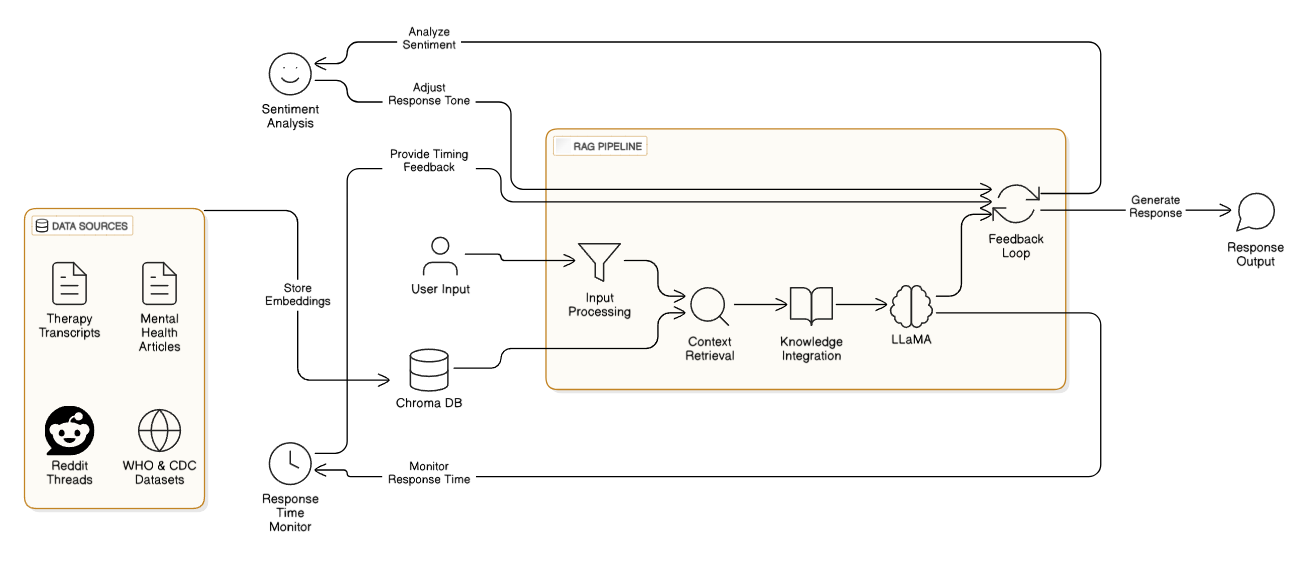 Analyze
Sentiment
Sentiment
Analysis
Adjust
Response Tone
Provide Timing
Feedback
RAG PIPELINE
DATA SOURCES
Therapy
Transcripts
Mental
Health
Articles
Reddit
Threads
WHO & CDC
Datasets
Store
Embeddings
User Input
Chroma DB
Input
Processing
Context
Retrieval
Knowledge
Integration
LLaMA
Feedback
Loop
Generate
Response
Response
Output
Monitor
Response Time
Response
Time
Monitor